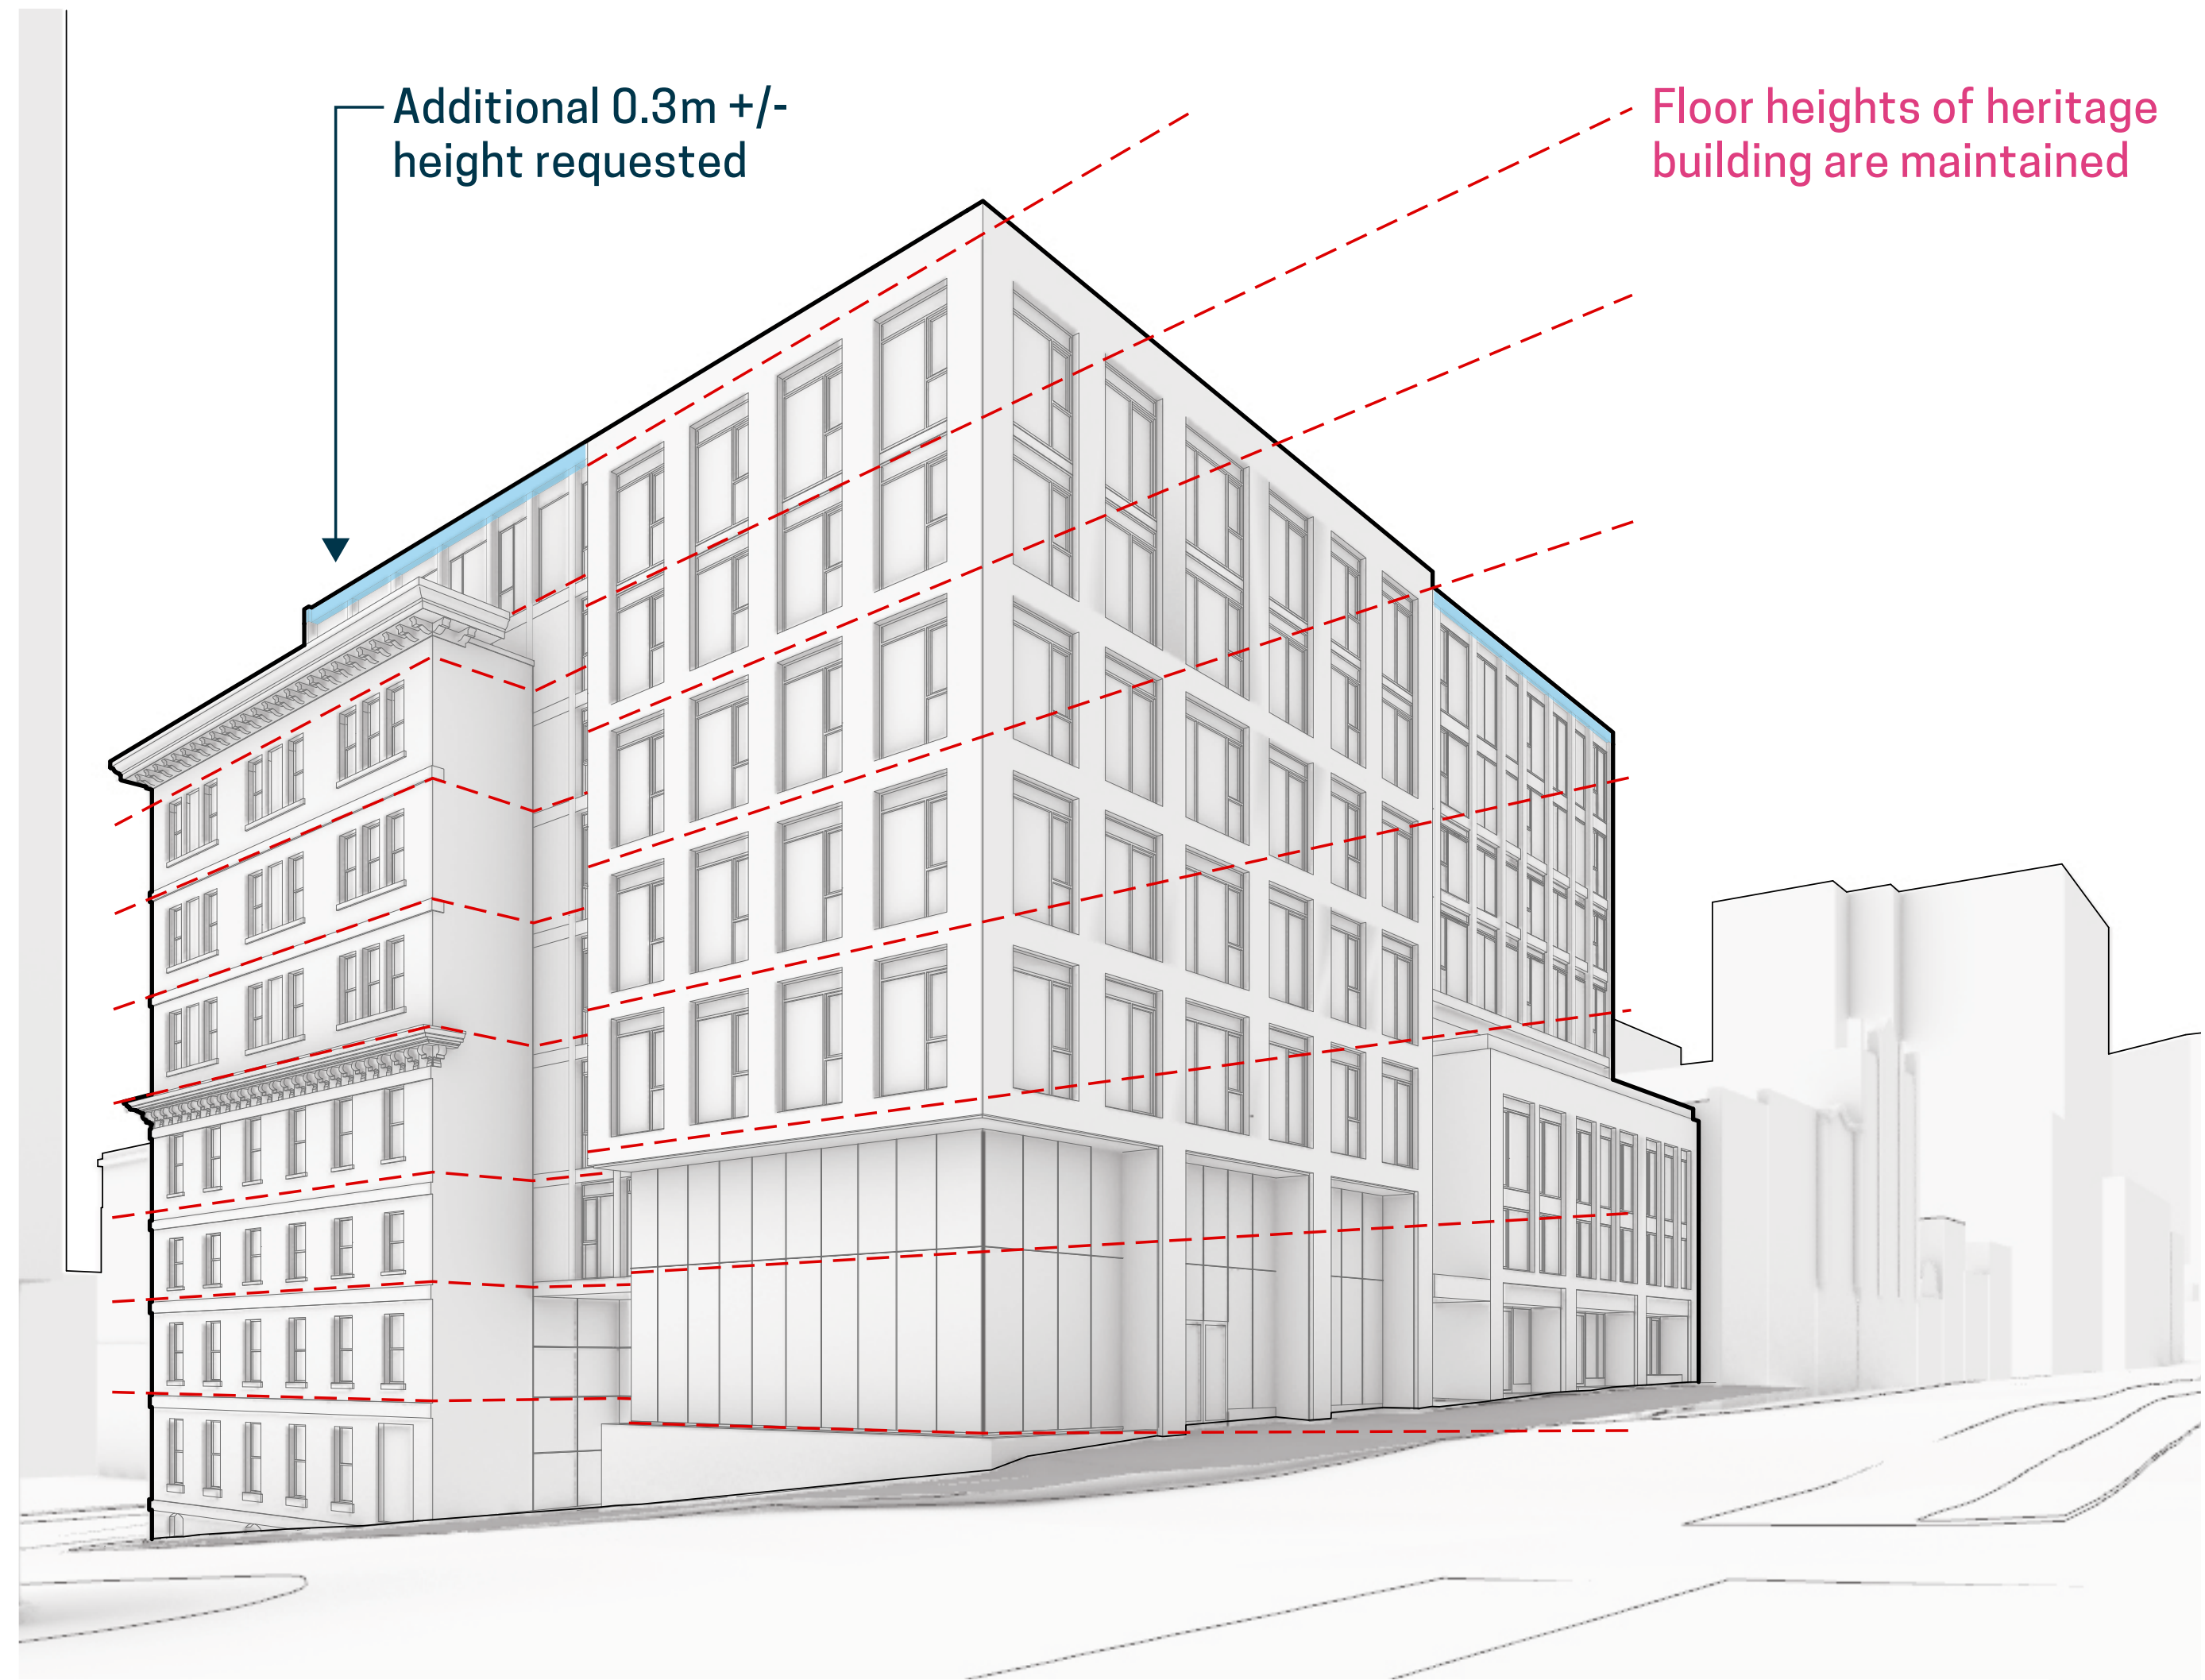 Additional 0.3m +/-
height requested
Floor heights of heritage
building are maintained